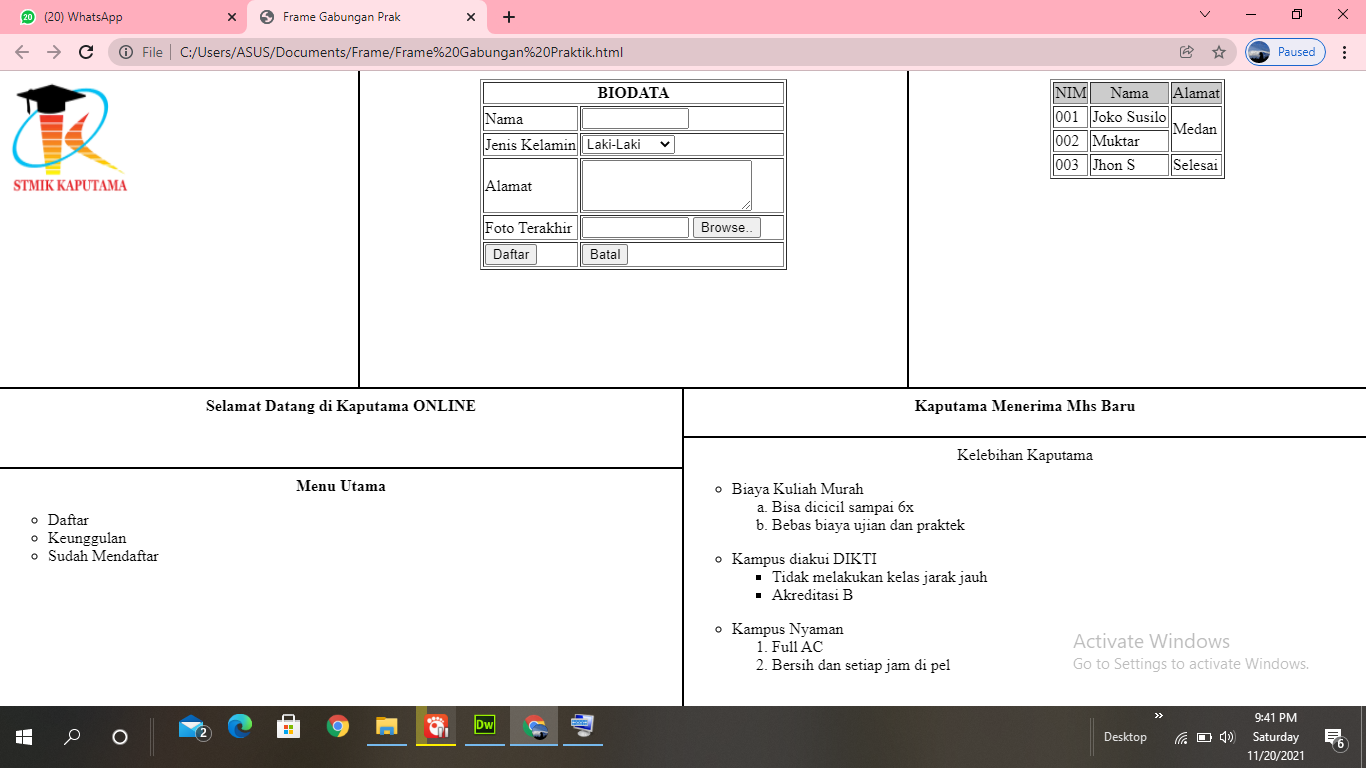 (20) WhatsApp
Frame Gabungan Prak
File
C:/Users/ASUS/Documents/Frame/Frame%20Gabungan%20Praktik.html
Paused
STMIK KAPUTAMA
BIODATA
Nama
Jenis Kelamin Laki-Laki
Alamat
Foto Terakhir Browse..
Daftar Batal
NIM Nama Alamat
001 Joko Susilo Medan
002 Muktar
003 Jhon S Selesai
Selamat Datang di Kaputama ONLINE
Menu Utama
Daftar
Keunggulan
Sudah Mendaftar
Kaputama Menerima Mhs Baru
Kelebihan Kaputama
Biaya Kuliah Murah
a. Bisa dicicil sampai 6x
b. Bebas biaya ujian dan praktek
Kampus diakui DIKTI
Tidak melakukan kelas jarak jauh
Akreditasi B
Kampus Nyaman
1. Full AC
2. Bersih dan setiap jam di pel
Activate Windows
Go to Settings to activate Windows.
2
Dw
Desktop
9:41 PM
Saturday
11/20/2021
6